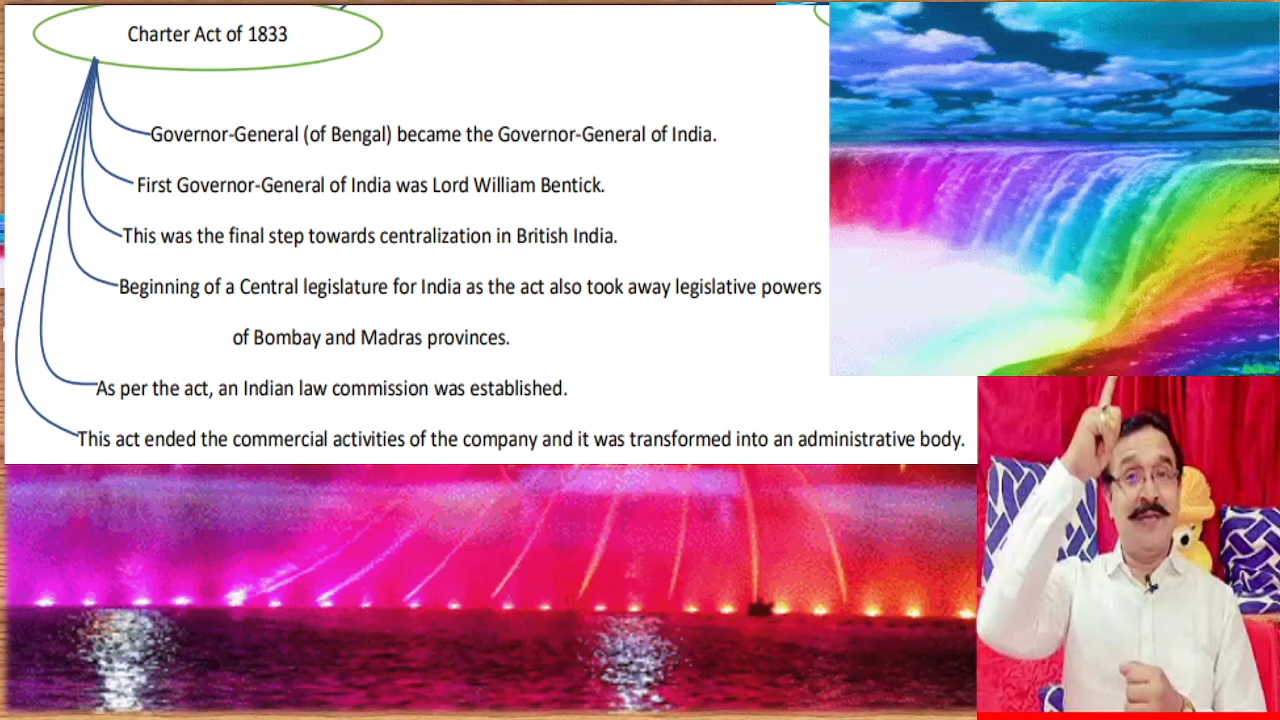 Charter Act of 1833
Governor-General (of Bengal) became the Governor-General of India.
First Governor-General of India was Lord William Bentick.
This was the final step towards centralization in British India.
Beginning of a Central legislature for India as the act also took away legislative powers
of Bombay and Madras provinces.
As per the act, an Indian law commission was established.
This act ended the commercial activities of the company and it was transformed into an administrative body.